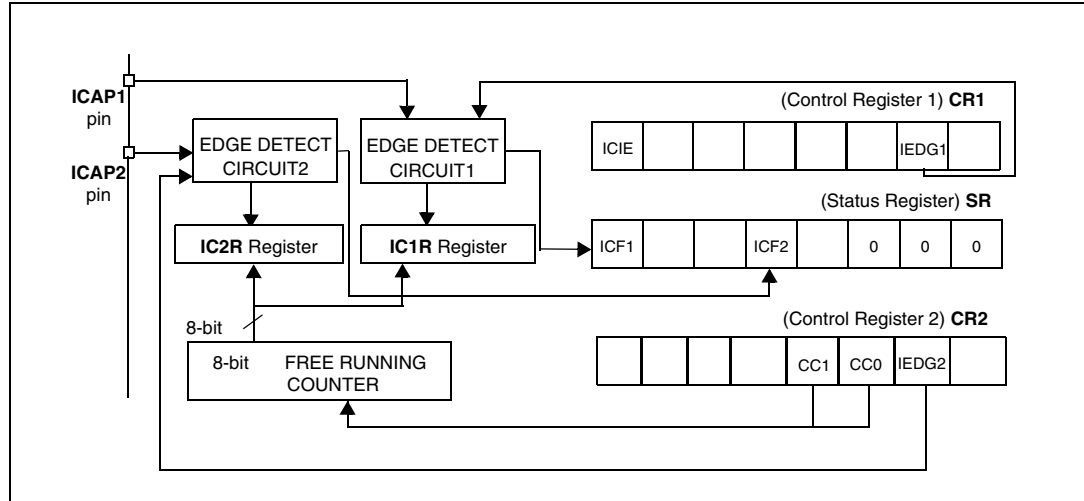 ICAP1
pin
ICAP2
pin
EDGE DETECT
CIRCUIT2
EDGE DETECT
CIRCUIT1
IC2R Register
IC1R Register
8-bit
8-bit FREE RUNNING
COUNTER
(Control Register 1) CR1
ICIE IEDG1
(Status Register) SR
ICF1 ICF2 0 0 0
(Control Register 2) CR2
CC1 CC0 IEDG2